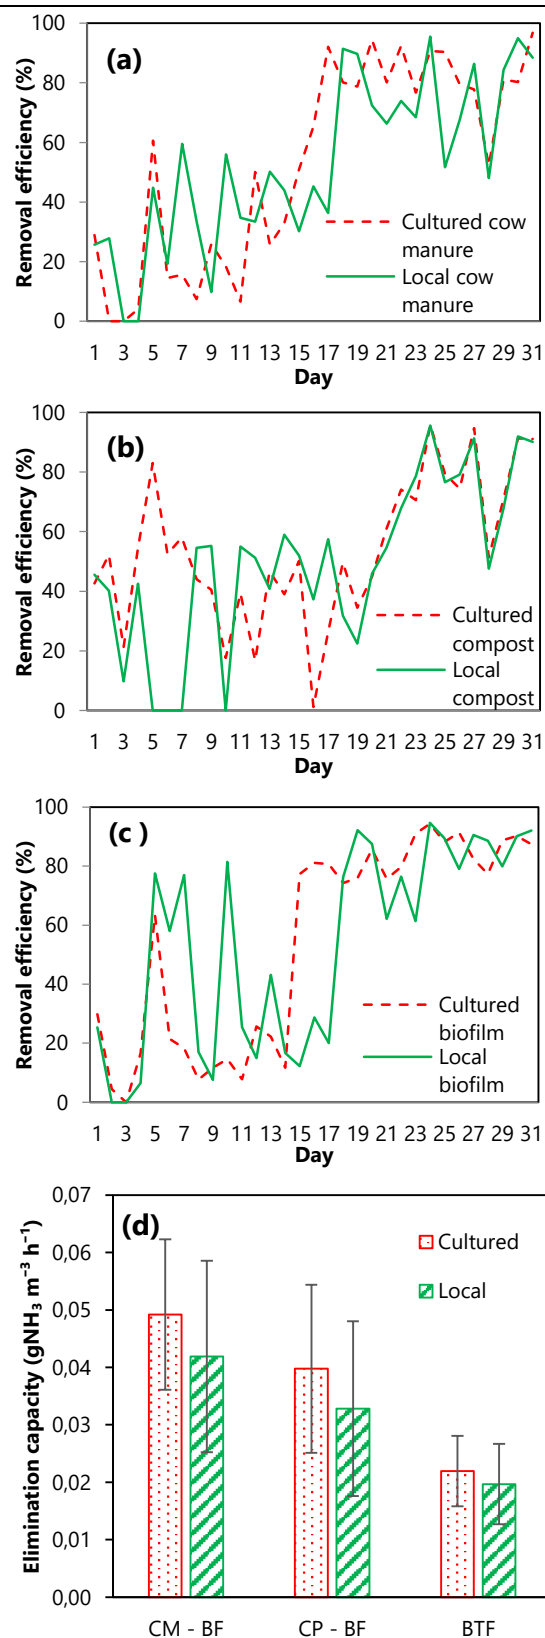 (a)
Removal efficiency (%)
100
80
60
40
20
0
Cultured cow
manure
Local cow
manure
1 3 5 7 9 11 13 15 17 19 21 23 25 27 29 31
Day
(b)
Removal efficiency (%)
100
80
60
40
20
0
Cultured
compost
Local
compost
1 3 5 7 9 11 13 15 17 19 21 23 25 27 29 31
Day
(c )
Removal efficiency (%)
100
80
60
40
20
0
Cultured
biofilm
Local
biofilm
1 3 5 7 9 11 13 15 17 19 21 23 25 27 29 31
Day
(d)
Elimination capacity (gNH₃ m⁻³ h⁻¹)
0,07
0,06
0,05
0,04
0,03
0,02
0,01
0,00
Cultured
Local
CM - BF CP - BF BTF